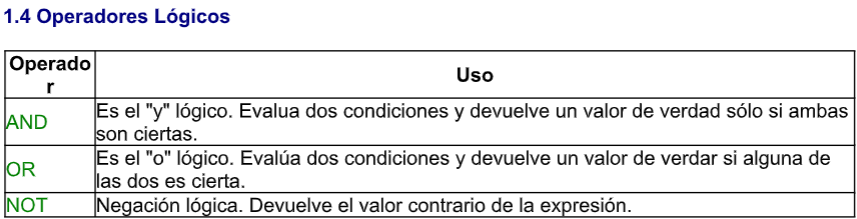 1.4 Operadores Lógicos
Operado
r
Uso
AND
Es el "y" lógico. Evalua dos condiciones y devuelve un valor de verdad sólo si ambas
son ciertas.
OR
Es el "o" lógico. Evalúa dos condiciones y devuelve un valor de verdar si alguna de
las dos es cierta.
NOT
Negación lógica. Devuelve el valor contrario de la expresión.